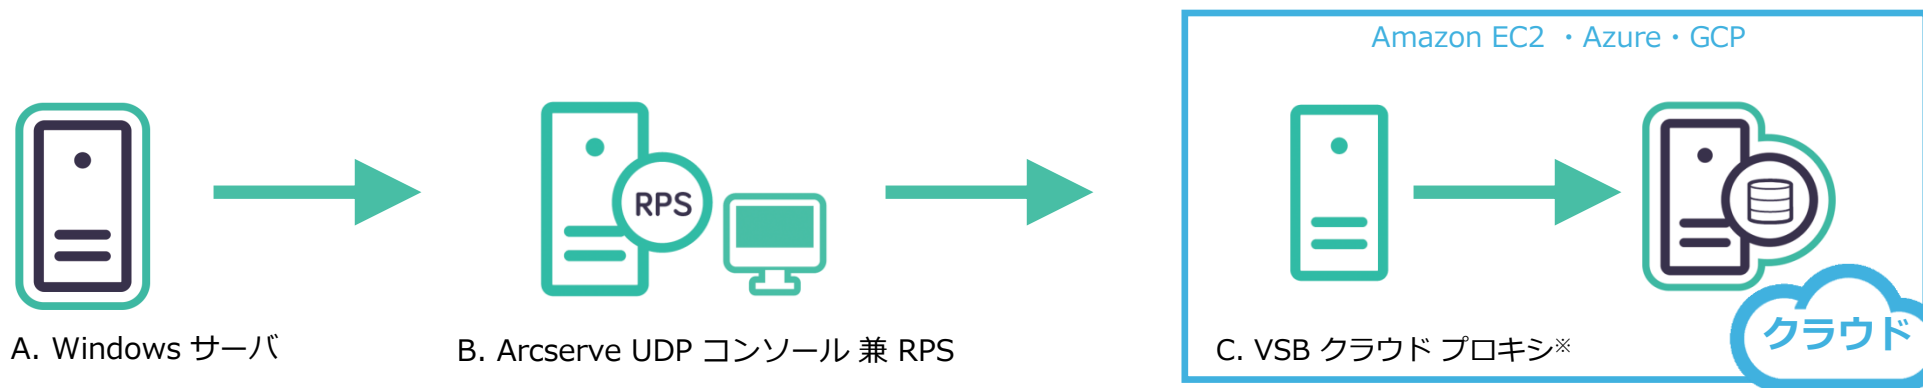 Amazon EC2 ・Azure・GCP
RPS
A. Windows サーバ
B. Arcserve UDP コンソール 兼 RPS
C. VSB クラウド プロキシ※
クラウド